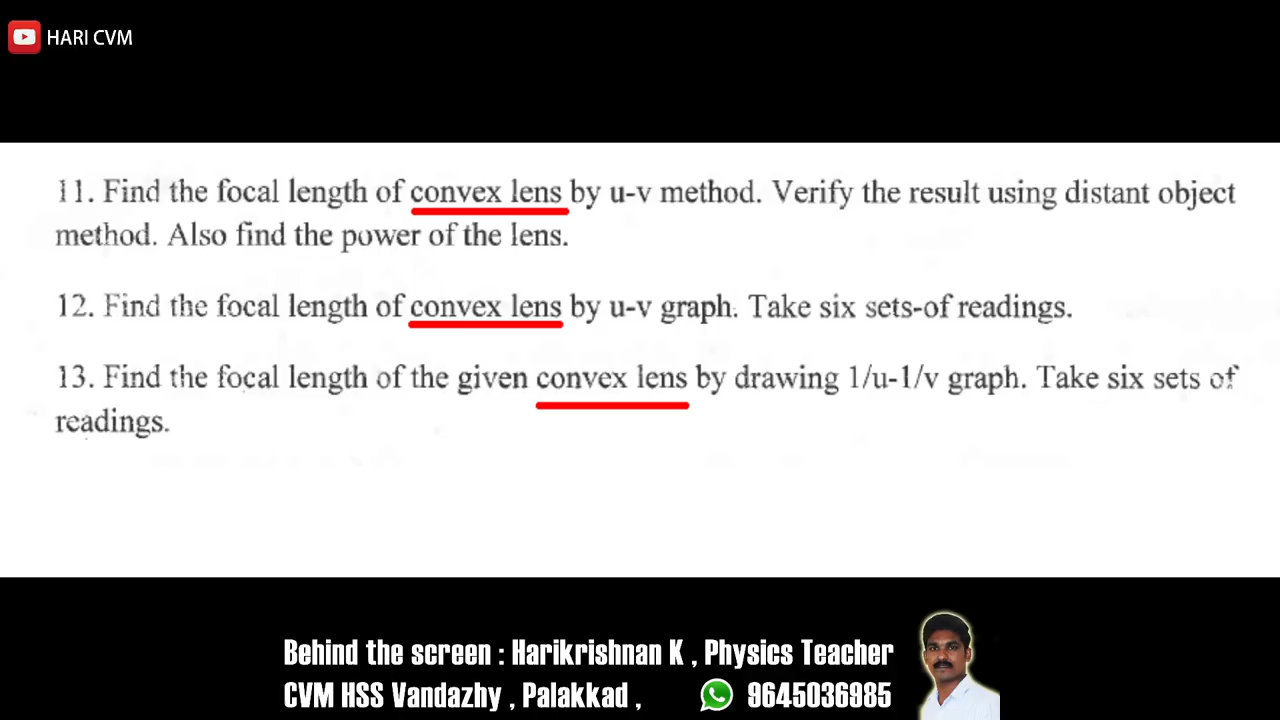 HARI CVM
11. Find the focal length of convex lens by u-v method. Verify the result using distant object
method. Also find the power of the lens.
12. Find the focal length of convex lens by u-v graph. Take six sets-of readings.
13. Find the focal length of the given convex lens by drawing 1/u-1/v graph. Take six sets of
readings.
Behind the screen : Harikrishnan K , Physics Teacher
CVM HSS Vandazhy , Palakkad , 9645036985